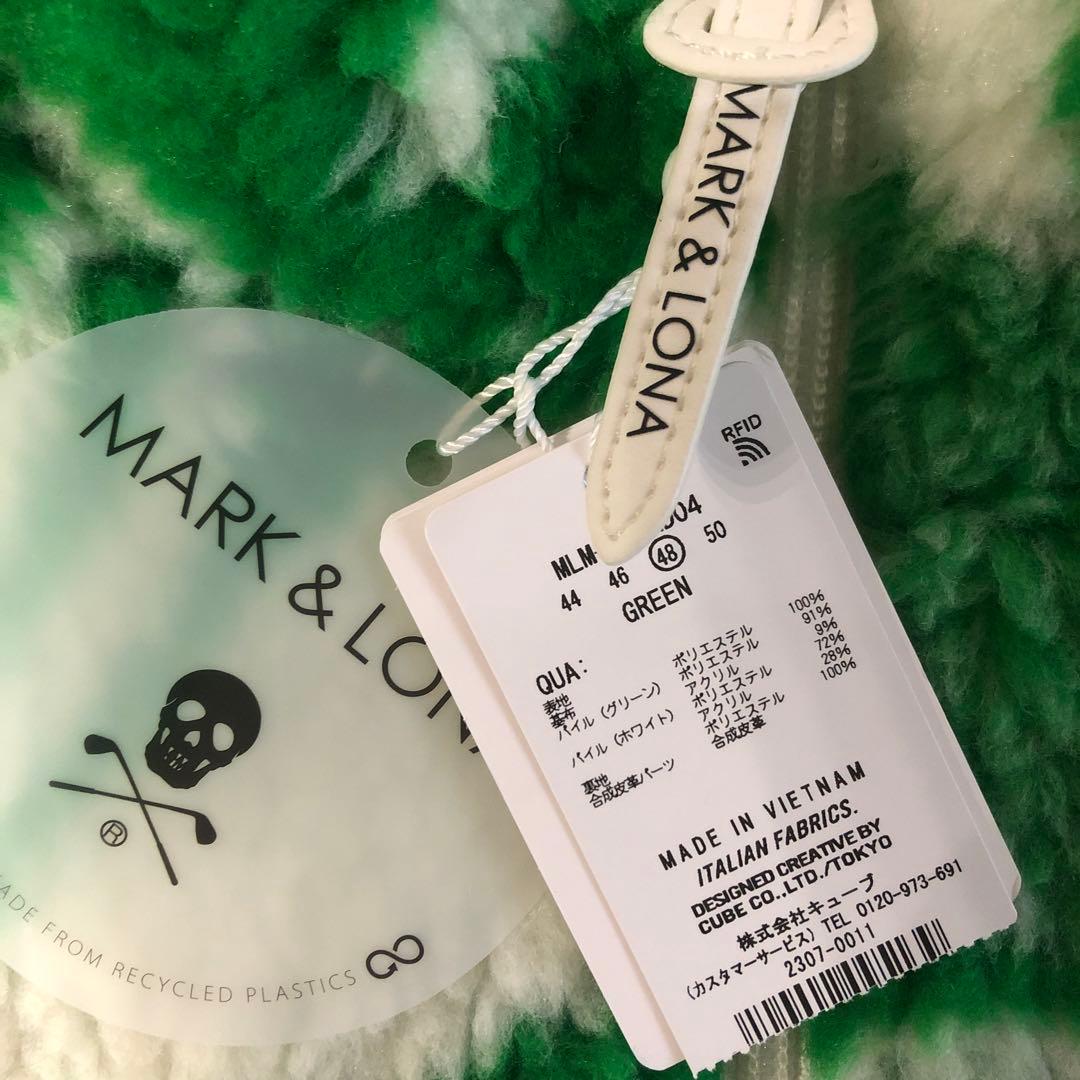 MARK & LONA
MARK & LONA
®
MADE FROM RECYCLED PLASTICS
RFID
44 46 48 50
GREEN
QUA:
表地
基布 ポリエステル 100%
パイル (グリーン) ポリエステル 91%
アクリル 9%
パイル (ホワイト) ポリエステル 72%
アクリル 28%
裏地 ポリエステル 100%
合成皮革パーツ 合成皮革
MADE IN VIETNAM
ITALIAN FABRICS.
DESIGNED CREATIVE BY
CUBE CO.,LTD./TOKYO
株式会社キューブ
(カスタマーサービス) TEL 0120-973-691
2307-0011